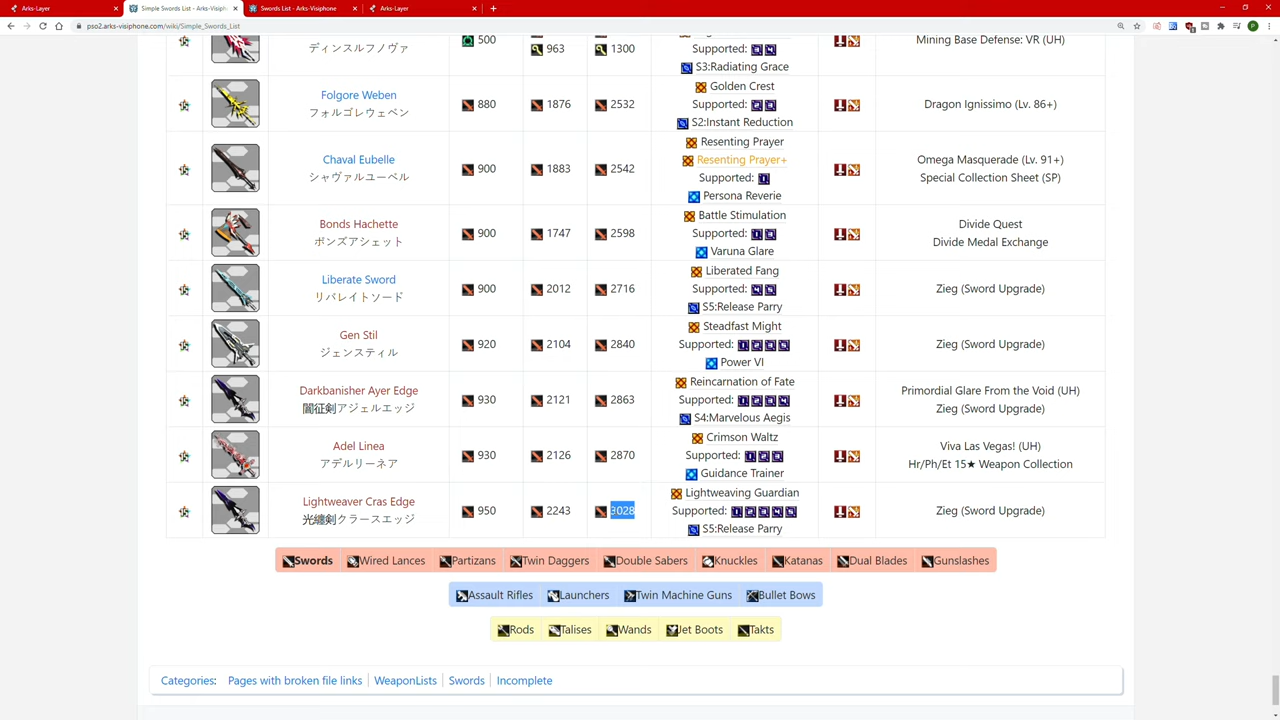 Arks-Layer
Simple Swords List - Arks-Visiphone
Swords List - Arks-Visiphone
Arks-Layer
pso2.arks-visiphone.com/wiki/Simple_Swords_List
ディンスルフノヴァ
500
963
1300
Supported:
S3:Radiating Grace
Mining Base Defense: VR (UH)
Folgore Weben
フォルゴレウェペン
880
1876
2532
Golden Crest
Supported:
S2:Instant Reduction
Dragon Ignissimo (Lv. 86+)
Chaval Eubelle
シャヴァルユーベル
900
1883
2542
Resenting Prayer
Resenting Prayer+
Supported:
Persona Reverie
Omega Masquerade (Lv. 91+)
Special Collection Sheet (SP)
Bonds Hachette
ボンズアシェット
900
1747
2598
Battle Stimulation
Supported:
Varuna Glare
Divide Quest
Divide Medal Exchange
Liberate Sword
リバレイトソード
900
2012
2716
Liberated Fang
Supported:
S5:Release Parry
Zieg (Sword Upgrade)
Gen Stil
ジェンスティル
920
2104
2840
Steadfast Might
Supported:
Power VI
Zieg (Sword Upgrade)
Darkbanisher Ayer Edge
闇征剣アジェルエッジ
930
2121
2863
Reincarnation of Fate
Supported:
S4:Marvelous Aegis
Primordial Glare From the Void (UH)
Zieg (Sword Upgrade)
Adel Linea
アデルリーネア
930
2126
2870
Crimson Waltz
Supported:
Guidance Trainer
Viva Las Vegas! (UH)
Hr/Ph/Et 15★ Weapon Collection
Lightweaver Cras Edge
光纏剣クラースエッジ
950
2243
3028
Lightweaving Guardian
Supported:
S5:Release Parry
Zieg (Sword Upgrade)
Swords Wired Lances Partizans Twin Daggers Double Sabers Knuckles Katanas Dual Blades Gunslashes
Assault Rifles Launchers Twin Machine Guns Bullet Bows
Rods Talises Wands Jet Boots Takts
Categories: Pages with broken file links WeaponLists Swords Incomplete